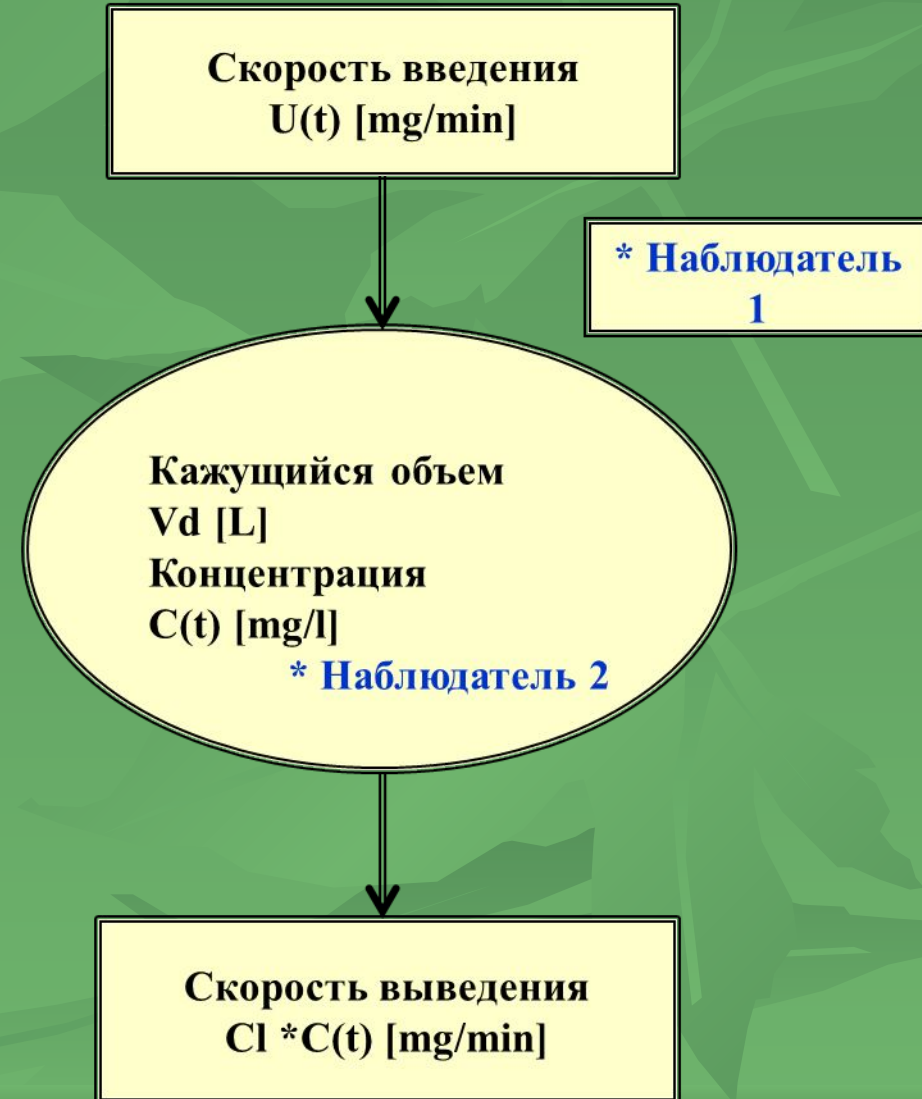 Скорость введения
U(t) [mg/min]
* Наблюдатель
1
Кажущийся объем
Vd [L]
Концентрация
C(t) [mg/l]
* Наблюдатель 2
Скорость выведения
Cl *C(t) [mg/min]